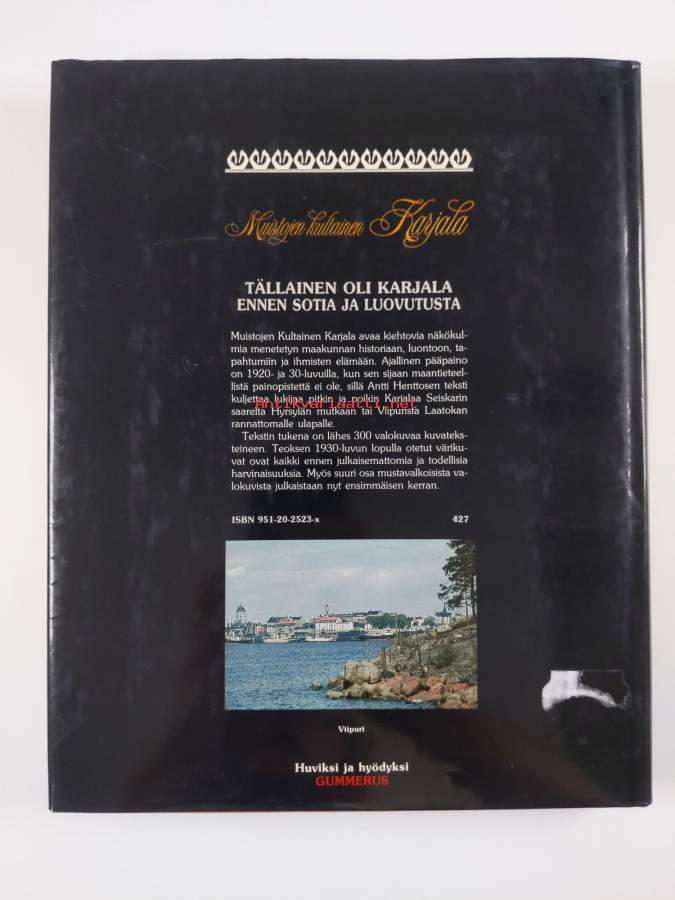 Muistojen kultainen Karjala
TÄLLAINEN OLI KARJALA
ENNEN SOTIA JA LUOVUTUSTA
Muistojen Kultainen Karjala avaa kiehtovia näkökul-
mia menetetyn maakunnan historiaan, luontoon, ta-
pahtumiin ja ihmisten elämään. Ajallinen pääpaino
on 1920- ja 30-luvuilla, kun sen sijaan maantieteel-
listä painopistettä ei ole, sillä Antti Henttosen teksti
kuljettaa lukijaa pitkin ja poikin Karjalaa Seiskarin
Antikvariaatti.net
saarelta Hyrsylän mutkaan tai Viipurista Laatokan
rannattomalle ulapalle.
Tekstin tukena on lähes 300 valokuvaa kuvateks-
teineen. Teoksen 1930-luvun lopulla otetut väriku-
vat ovat kaikki ennen julkaisemattomia ja todellisia
harvinaisuuksia. Myös suuri osa mustavalkoisista va-
lokuvista julkaistaan nyt ensimmäisen kerran.
ISBN 951-20-2523-x 427
Viipuri
Huviksi ja hyödyksi
GUMMERUS